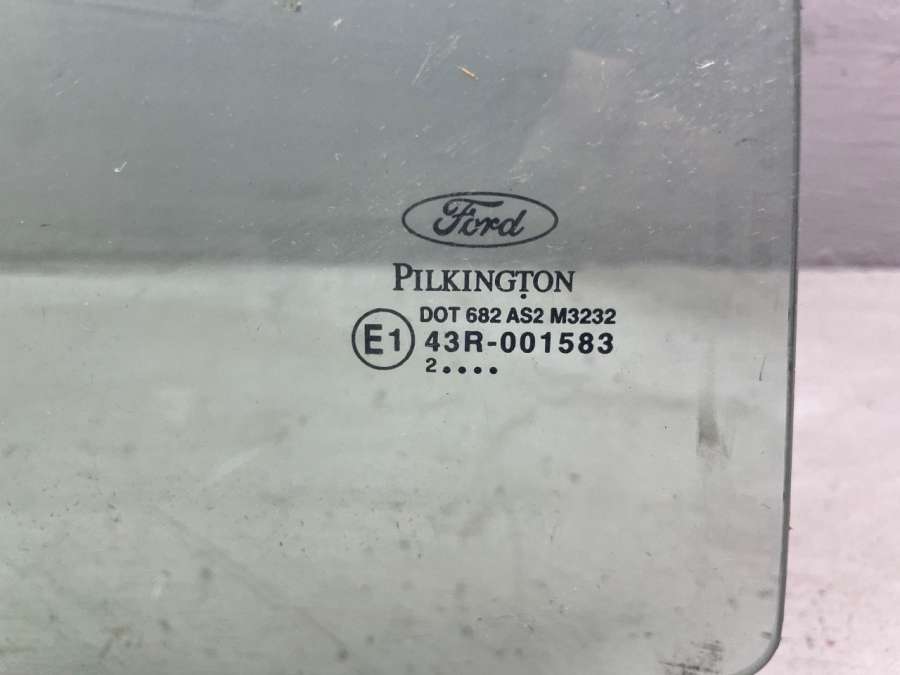 Ford
PILKINGTON
DOT 682 AS2 M3232
E1 43R-001583
2....